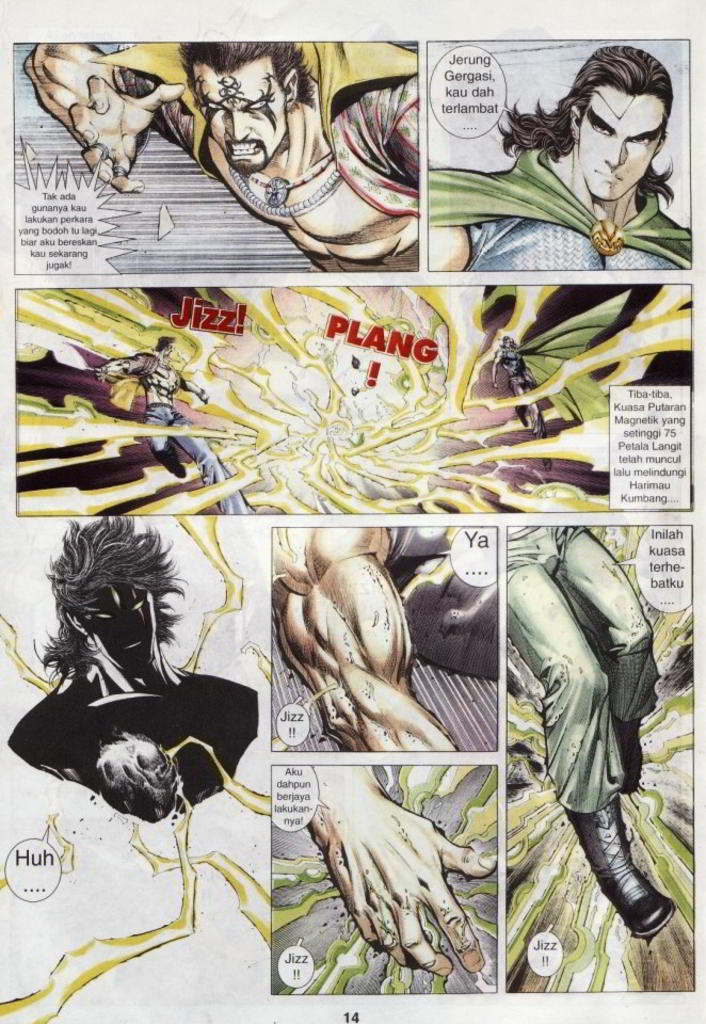 Tak ada
gunanya kau
lakukan perkara
yang bodoh tu lagi
biar aku bereskan
kau sekarang
jugak!
Jerung
Gergasi,
kau dah
terlambat
....
Jizz!
PLANG
!
Tiba-tiba,
Kuasa Putaran
Magnetik yang
setinggi 75
Petala Langit
telah muncul
lalu melindungi
Harimau
Kumbang....
Huh
....
Ya
....
Jizz
!!
Inilah
kuasa
terhe-
batku
....
Jizz
!!
Aku
dahpun
berjaya
lakukan-
nya!
Jizz
!!
14